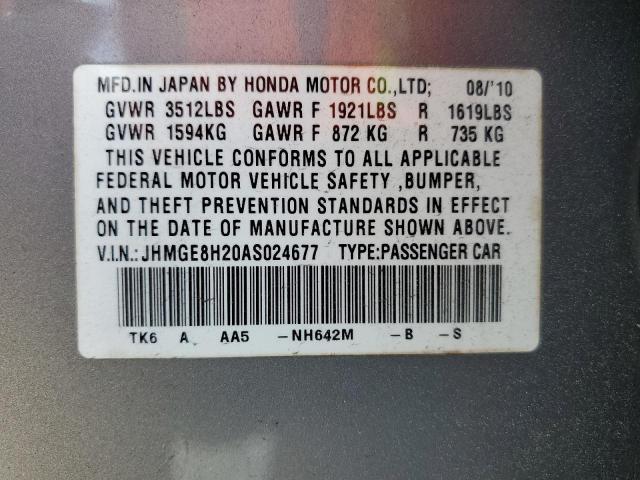 MFD.IN JAPAN BY HONDA MOTOR CO.,LTD; 08/'10
GVWR 3512LBS GAWR F 1921LBS R 1619LBS
GVWR 1594KG GAWR F 872 KG R 735 KG
THIS VEHICLE CONFORMS TO ALL APPLICABLE
FEDERAL MOTOR VEHICLE SAFETY ,BUMPER,
AND THEFT PREVENTION STANDARDS IN EFFECT
ON THE DATE OF MANUFACTURE SHOWN ABOVE.
V.I.N.:JHMGE8H20AS024677 TYPE:PASSENGER CAR
TK6 A AA5 -NH642M -B -S